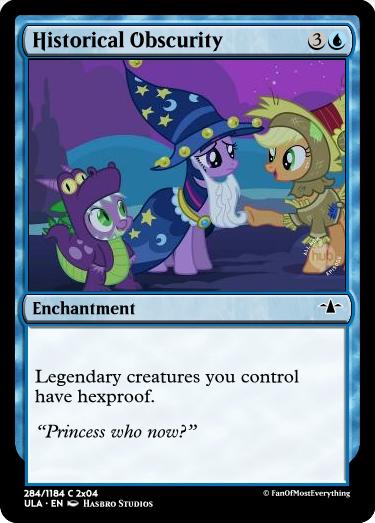 Historical Obscurity 3
hub
Enchantment
Legendary creatures you control
have hexproof.
“Princess who now?”
284/1184 C 2x04
ULA • EN Hasbro Studios
© FanOfMostEverything